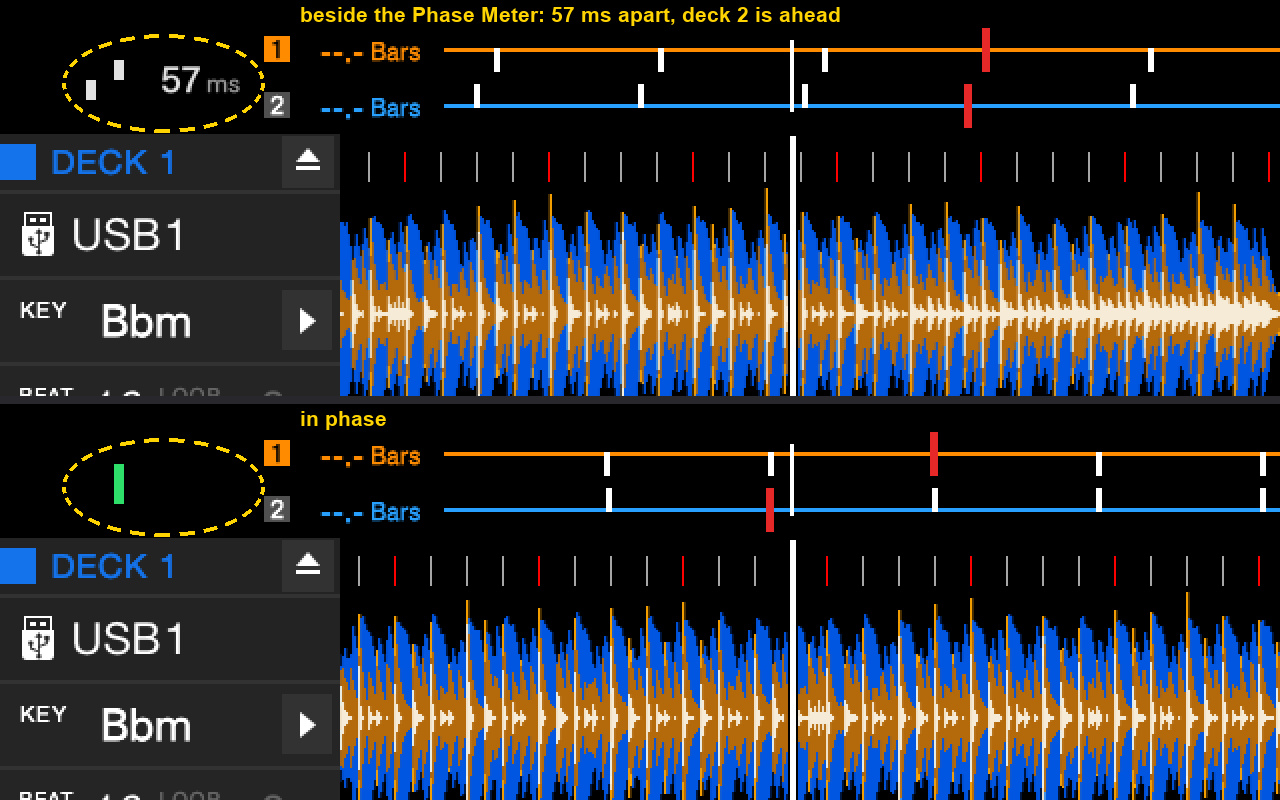 beside the Phase Meter: 57 ms apart, deck 2 is ahead
1 --.- Bars
57 ms
2 --.- Bars
DECK 1
USB1
KEY Bbm
in phase
1 --.- Bars
2 --.- Bars
DECK 1
USB1
KEY Bbm